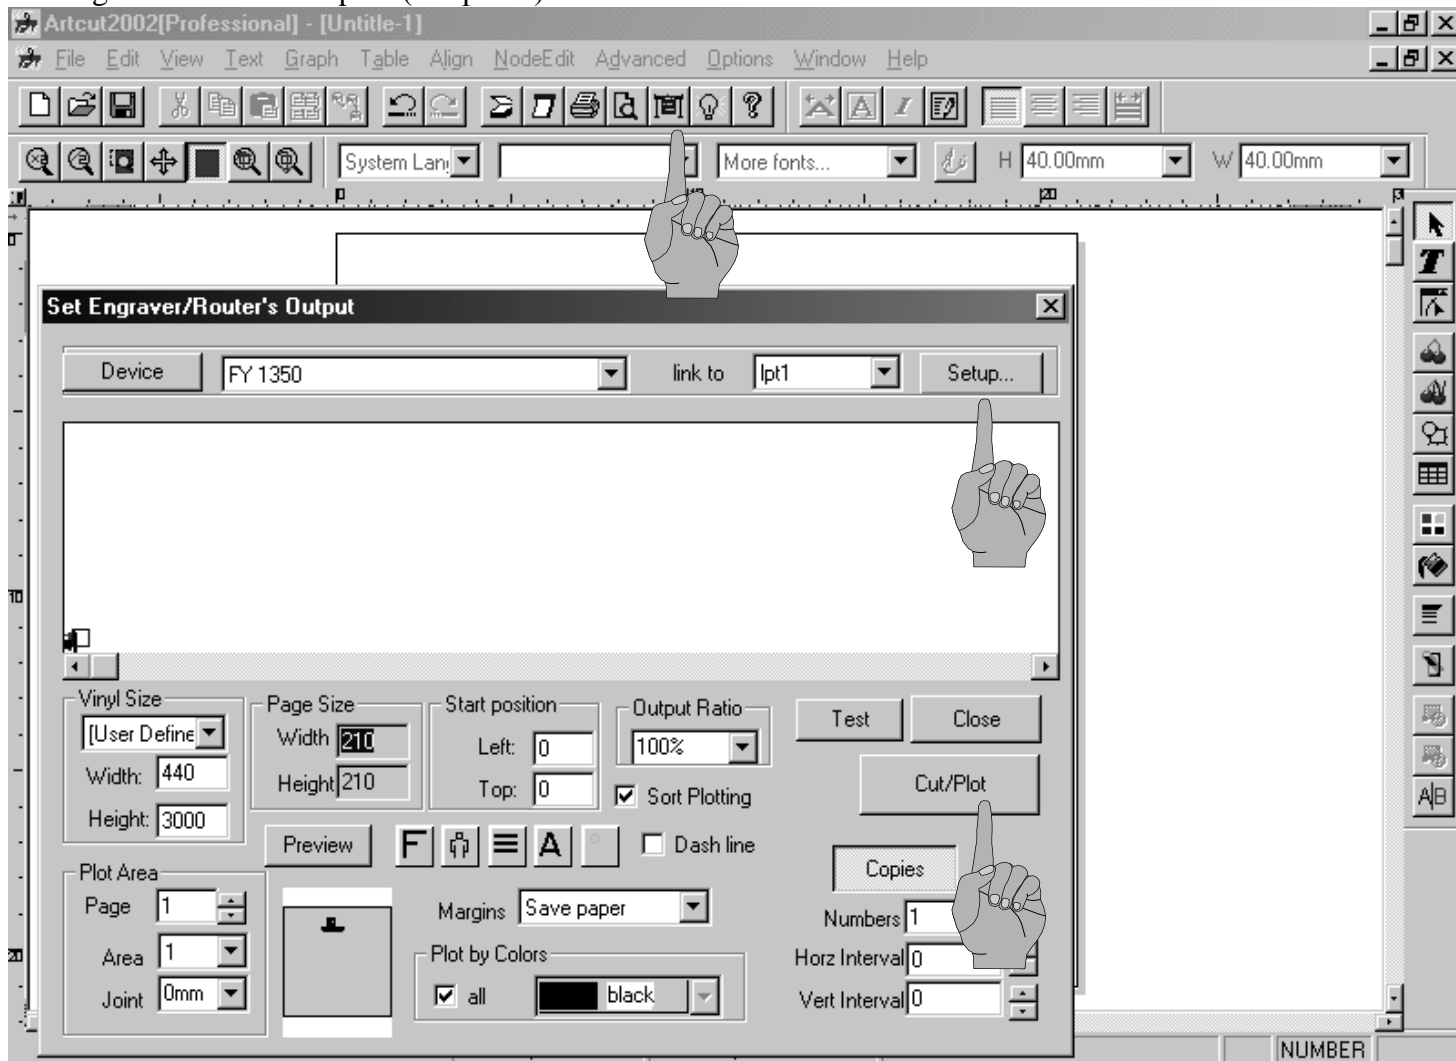 Artcut2002[Professional] - [Untitle-1]
File Edit View Text Graph Table Align NodeEdit Advanced Options Window Help
System Lan More fonts... H 40.00mm W 40.00mm
Set Engraver/Router's Output
Device FY 1350 link to lpt1 Setup...
Vinyl Size Page Size Start position Output Ratio Test Close
[User Define Width 210 Left: 0 100%
Width: 440 Height 210 Top: 0 Sort Plotting Cut/Plot
Height: 3000
Preview F A Dash line
Plot Area Copies
Page 1 Margins Save paper Numbers 1
Area 1 Plot by Colors Horz Interval 0
Joint 0mm all black Vert Interval 0
A|B
NUMBER